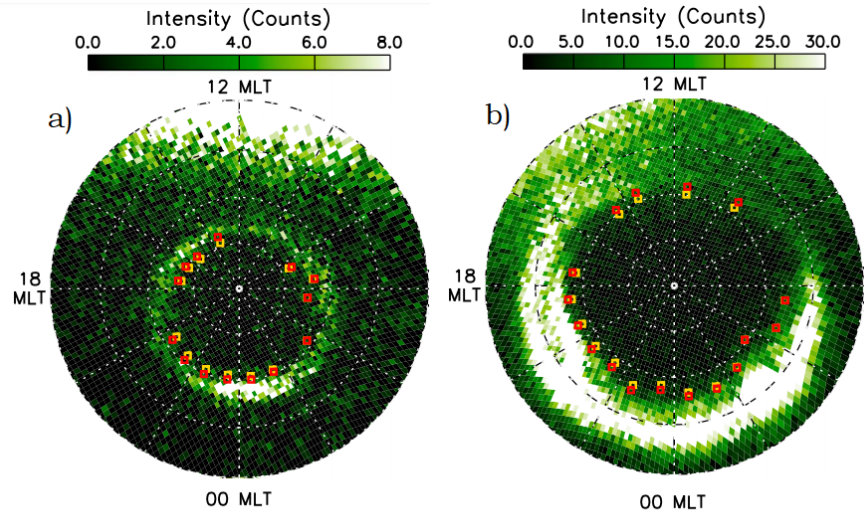 Intensity (Counts)
0.0 2.0 4.0 6.0 8.0
12 MLT
a)
18
MLT
00 MLT
Intensity (Counts)
0.0 5.0 10.0 15.0 20.0 25.0 30.0
12 MLT
b)
18
MLT
00 MLT